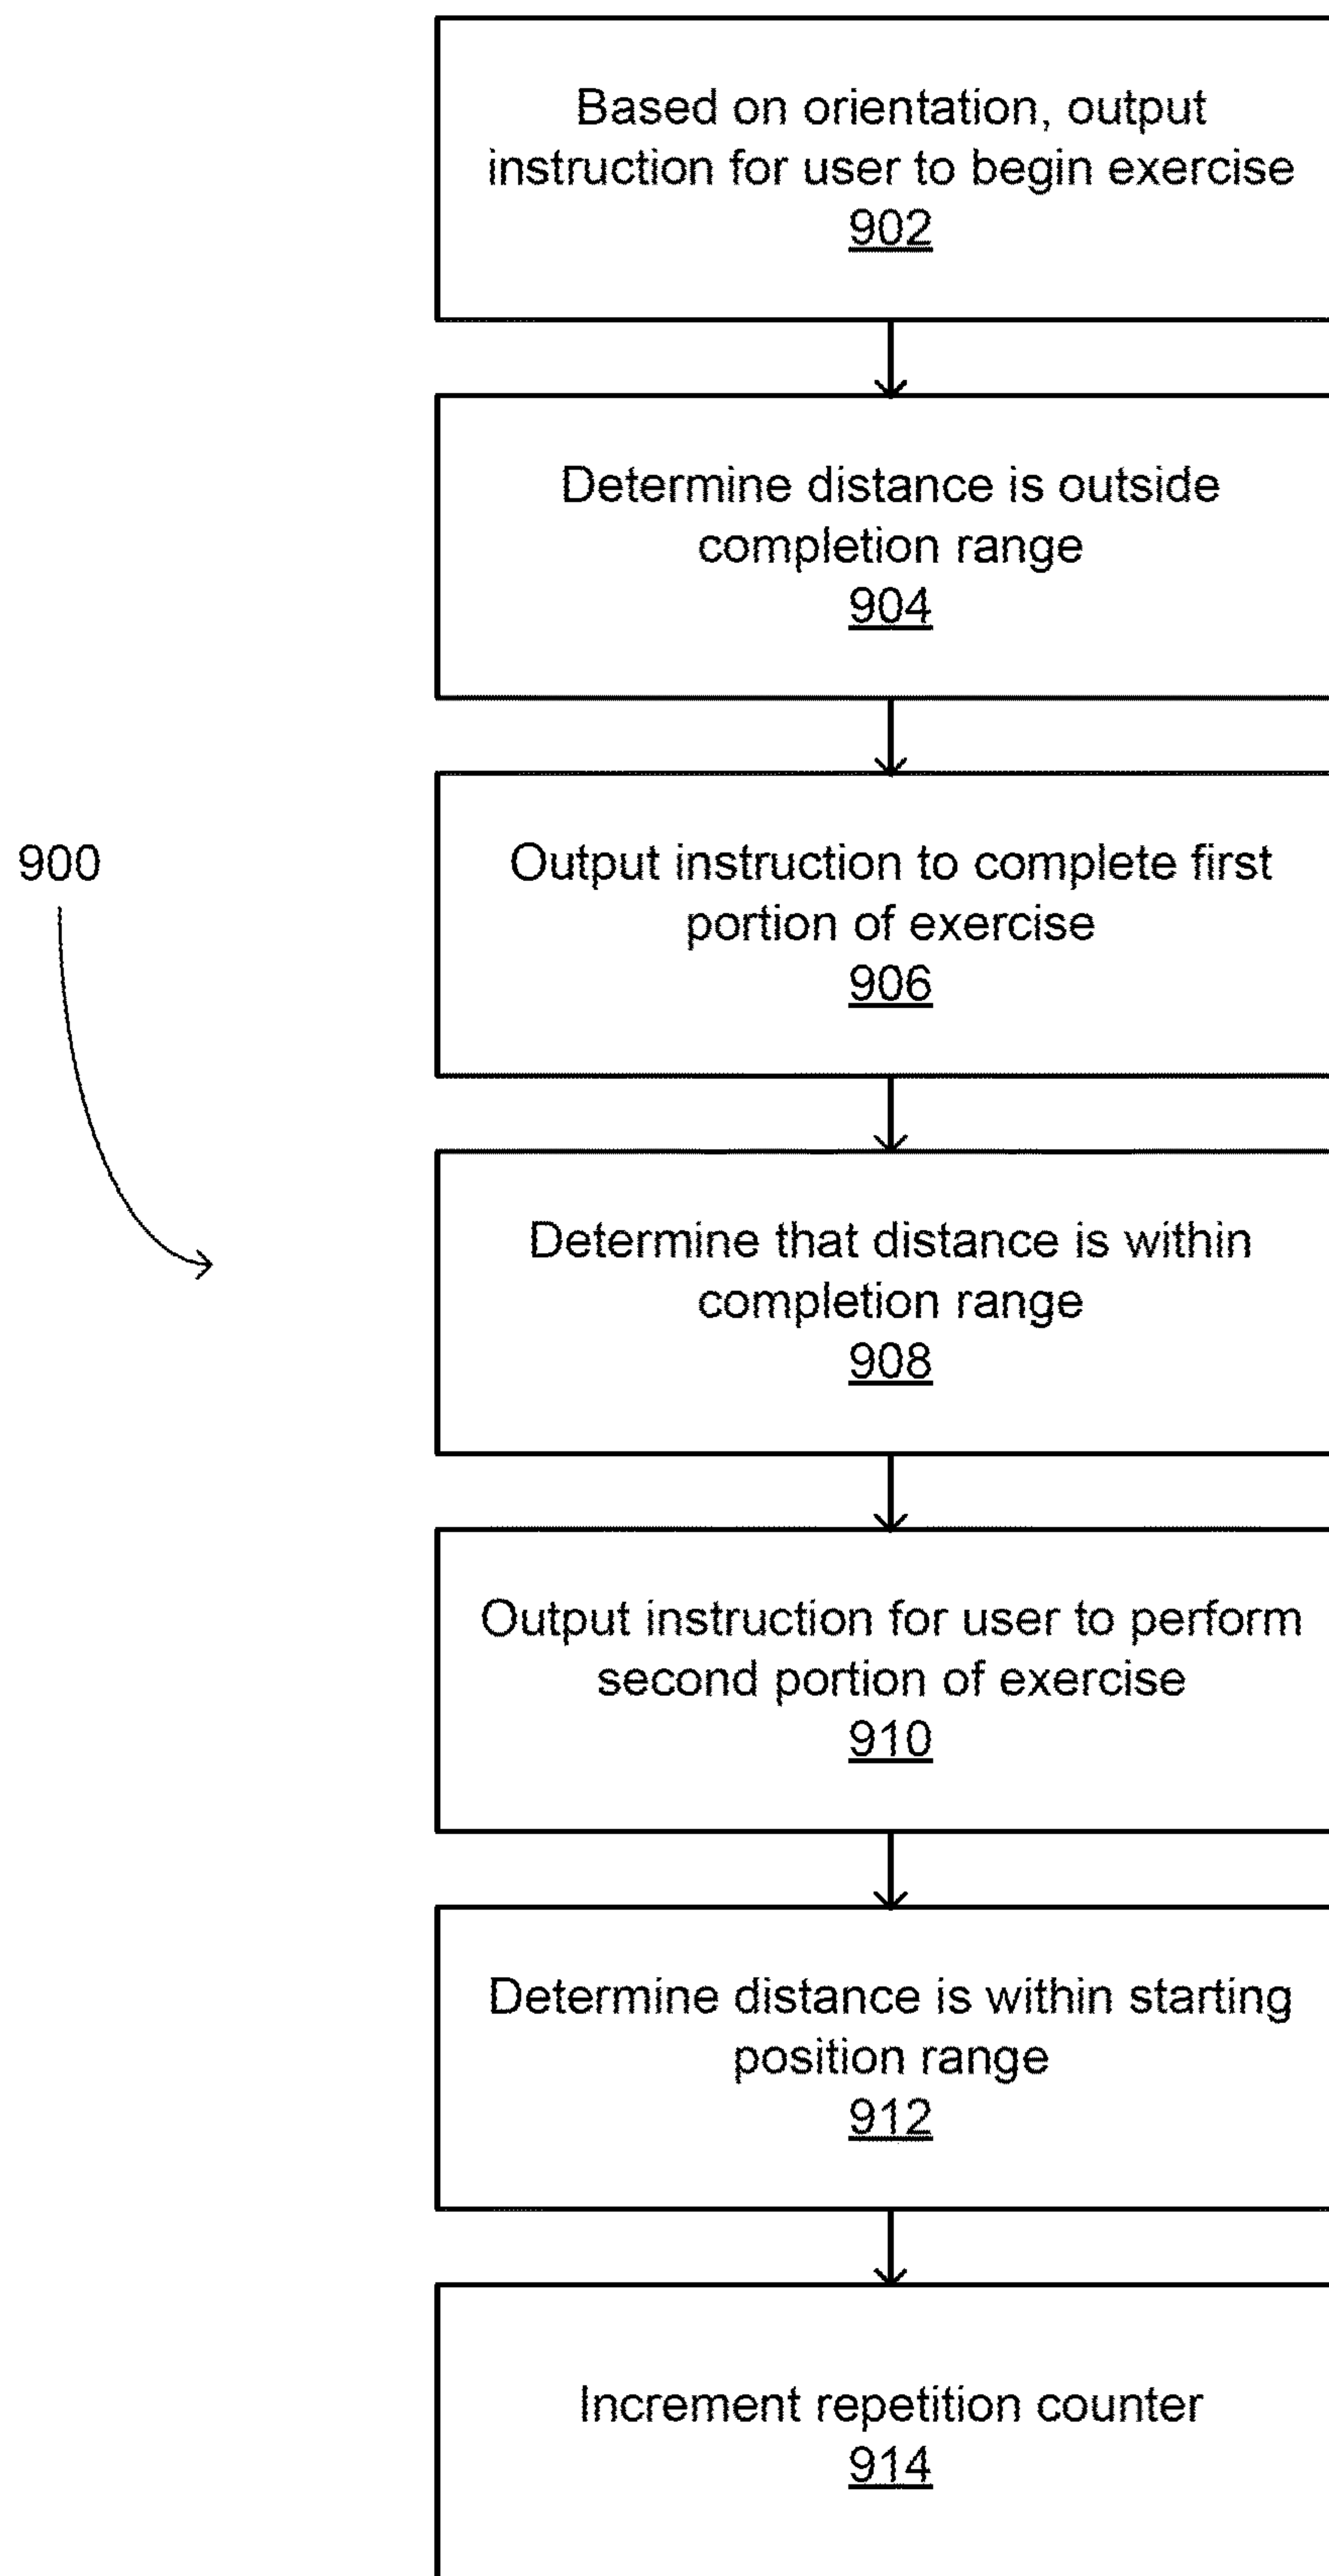 Based on orientation, output
instruction for user to begin exercise
902
Determine distance is outside
completion range
904
900
Output instruction to complete first
portion of exercise
906
Determine that distance is within
completion range
908
Output instruction for user to perform
second portion of exercise
910
Determine distance is within starting
position range
912
Increment repetition counter
914